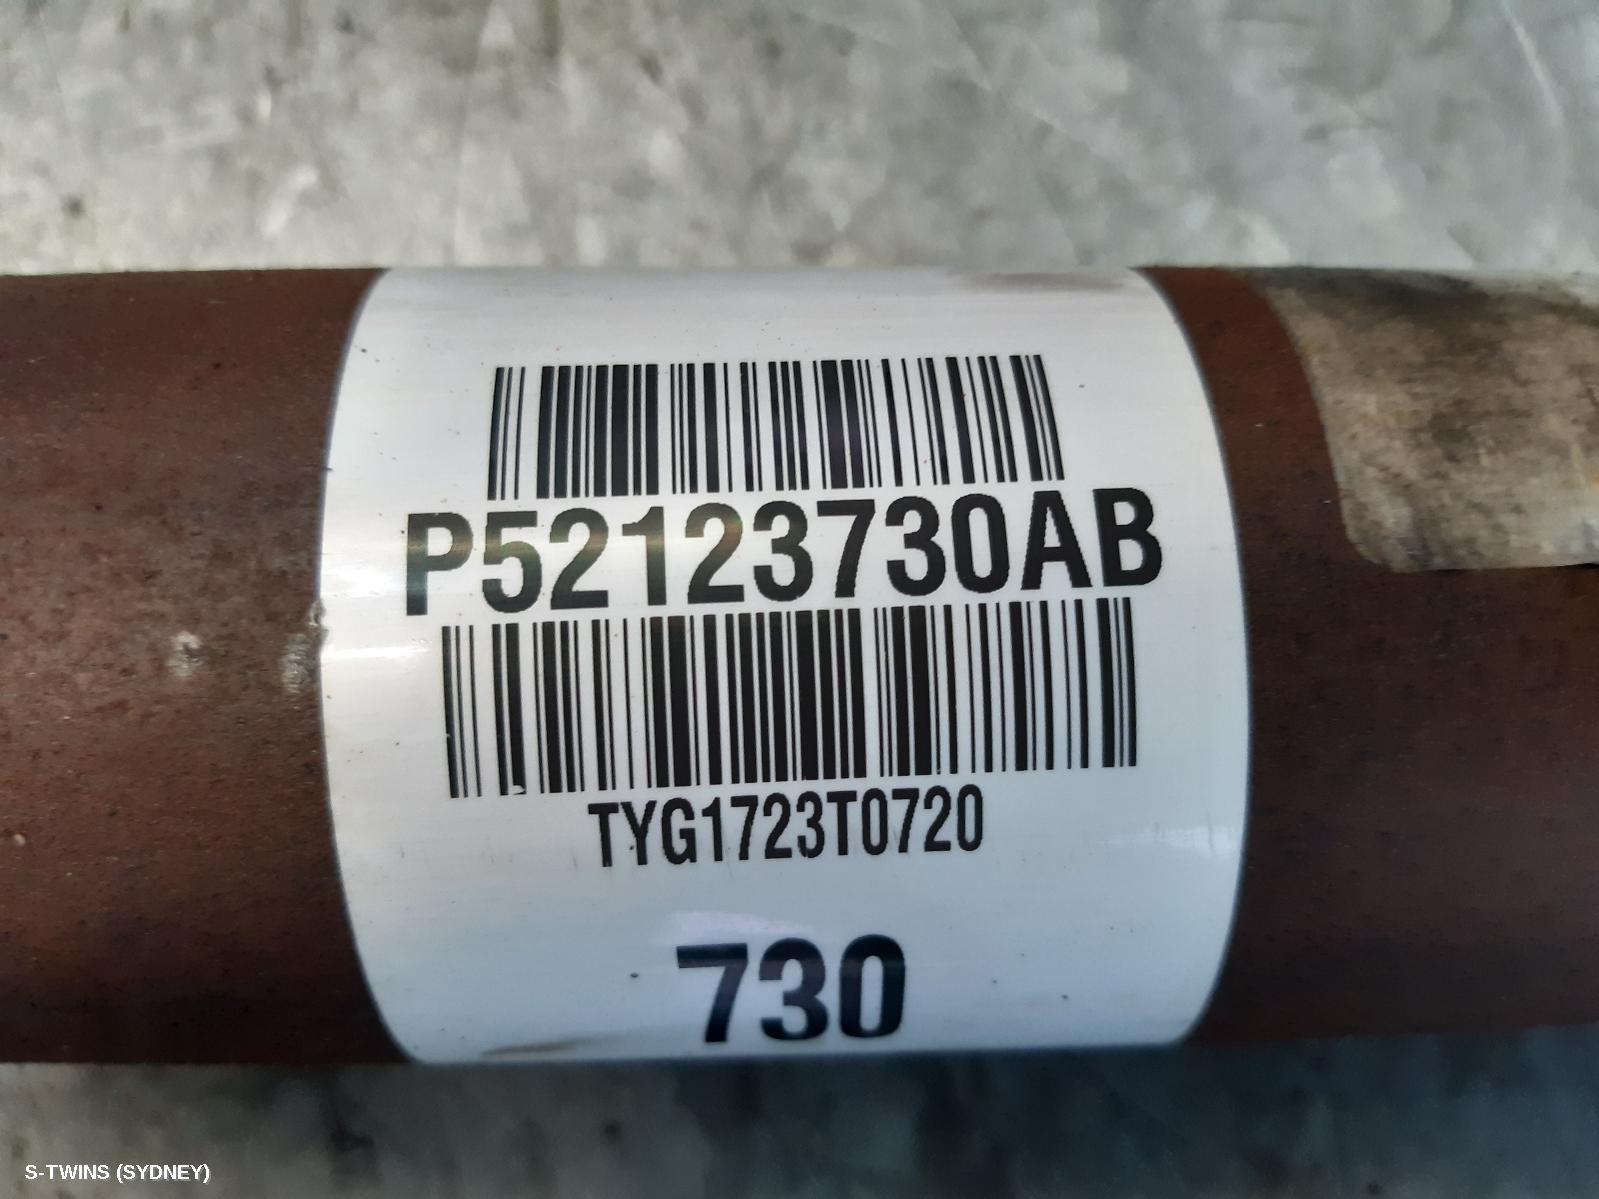 P52123730AB
TYG1723T0720
730
S-TWINS (SYDNEY)